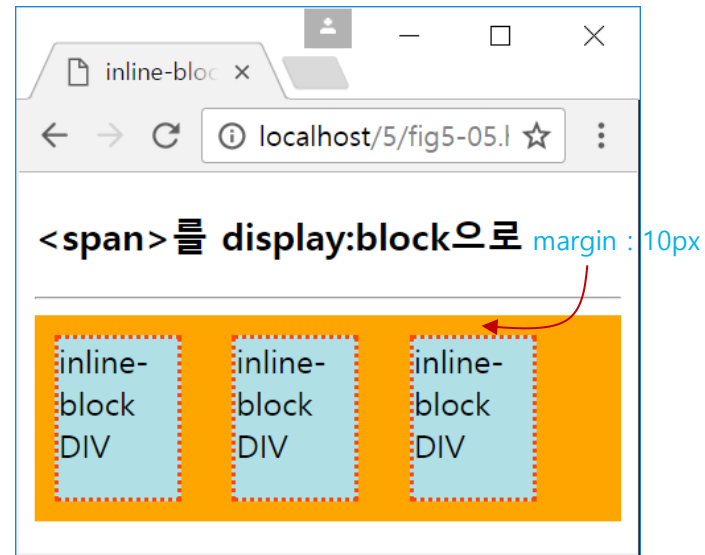 inline-bloc
localhost/5/fig5-05.h
<span>를 display:block으로
margin : 10px
inline-
block
DIV
inline-
block
DIV
inline-
block
DIV